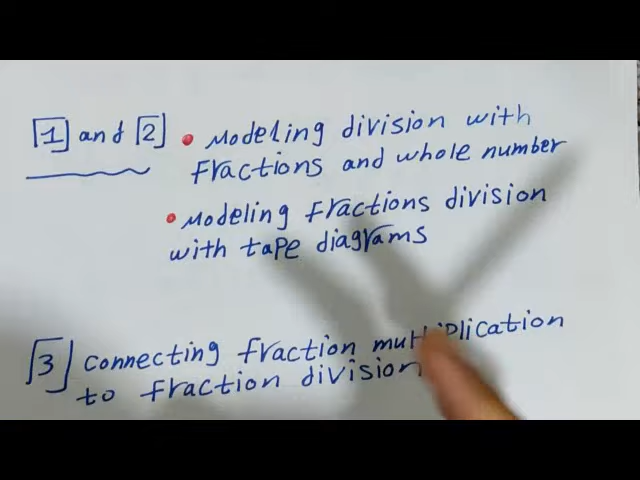 1 and 2 • Modeling division with
Fractions and whole number
• Modeling fractions division
with tape diagrams
3 connecting fraction multiplication
to fraction division